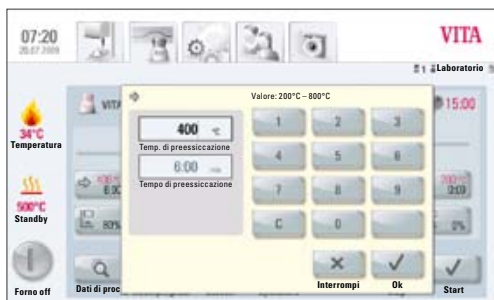 07:20
20.07.2009
VITA
1 Laboratorio
VITA
Valore: 200°C – 800°C
15:00
400 °C
Temp. di preessiccazione
6:00
Tempo di preessiccazione
1 2 3
4 5 6
7 8 9
C 0
34°C
Temperatura
500°C
Standby
Interrompi Ok
Forno off
Dati di proc
Start